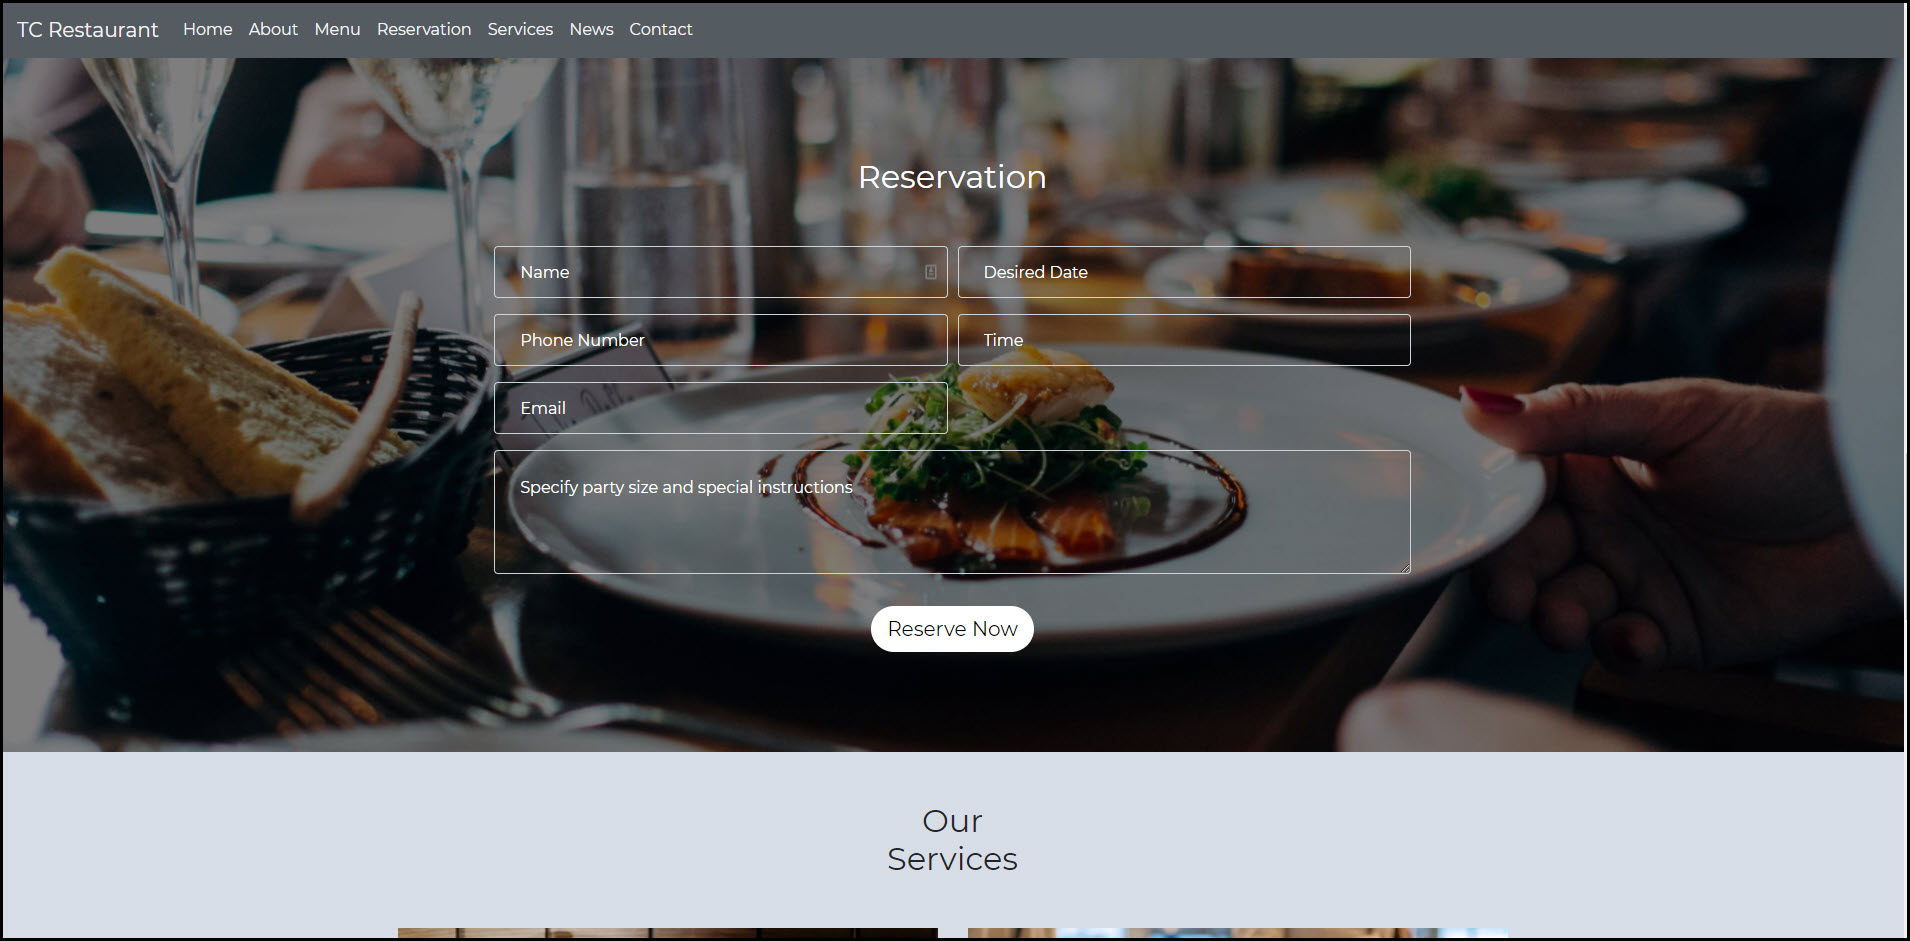 TC Restaurant Home About Menu Reservation Services News Contact
Reservation
Name
Desired Date
Phone Number
Time
Email
Specify party size and special instructions
Reserve Now
Our
Services